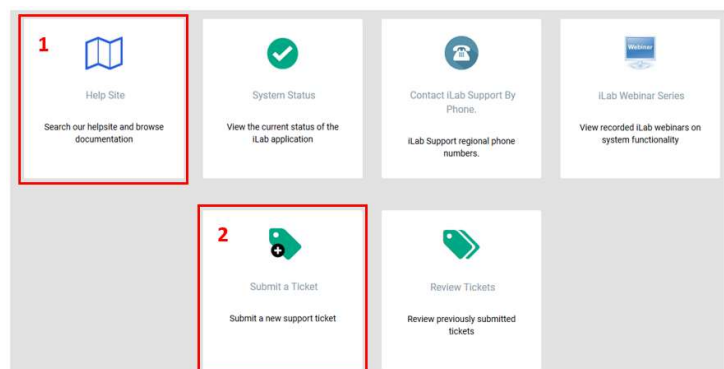 1
Help Site
Search our helpsite and browse
documentation
System Status
View the current status of the
iLab application
Contact iLab Support By
Phone.
iLab Support regional phone
numbers.
Webinar
iLab Webinar Series
View recorded iLab webinars on
system functionality
2
Submit a Ticket
Submit a new support ticket
Review Tickets
Review previously submitted
tickets